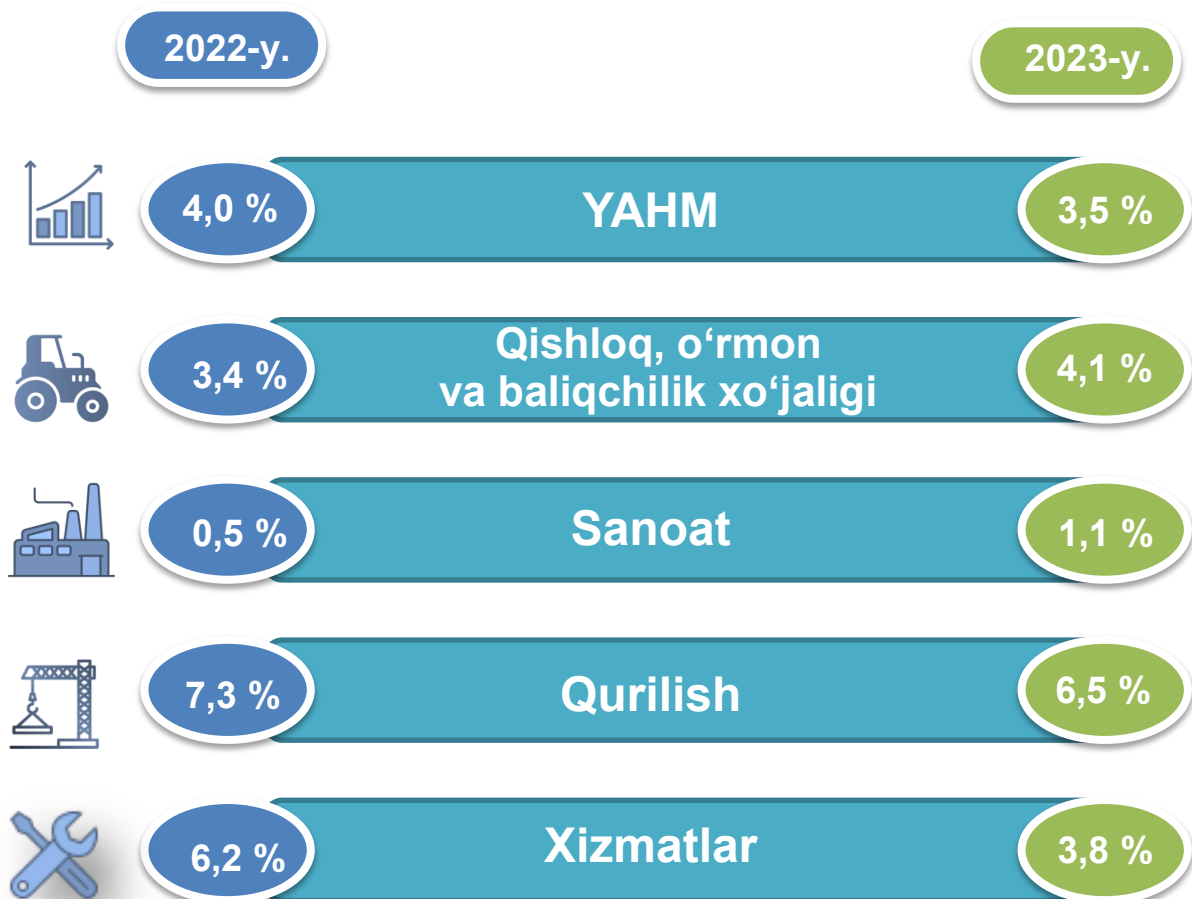 2022-y.
2023-y.
4,0 %
YAHM
3,5 %
3,4 %
Qishloq, o‘rmon
va baliqchilik xo‘jaligi
4,1 %
0,5 %
Sanoat
1,1 %
7,3 %
Qurilish
6,5 %
6,2 %
Xizmatlar
3,8 %